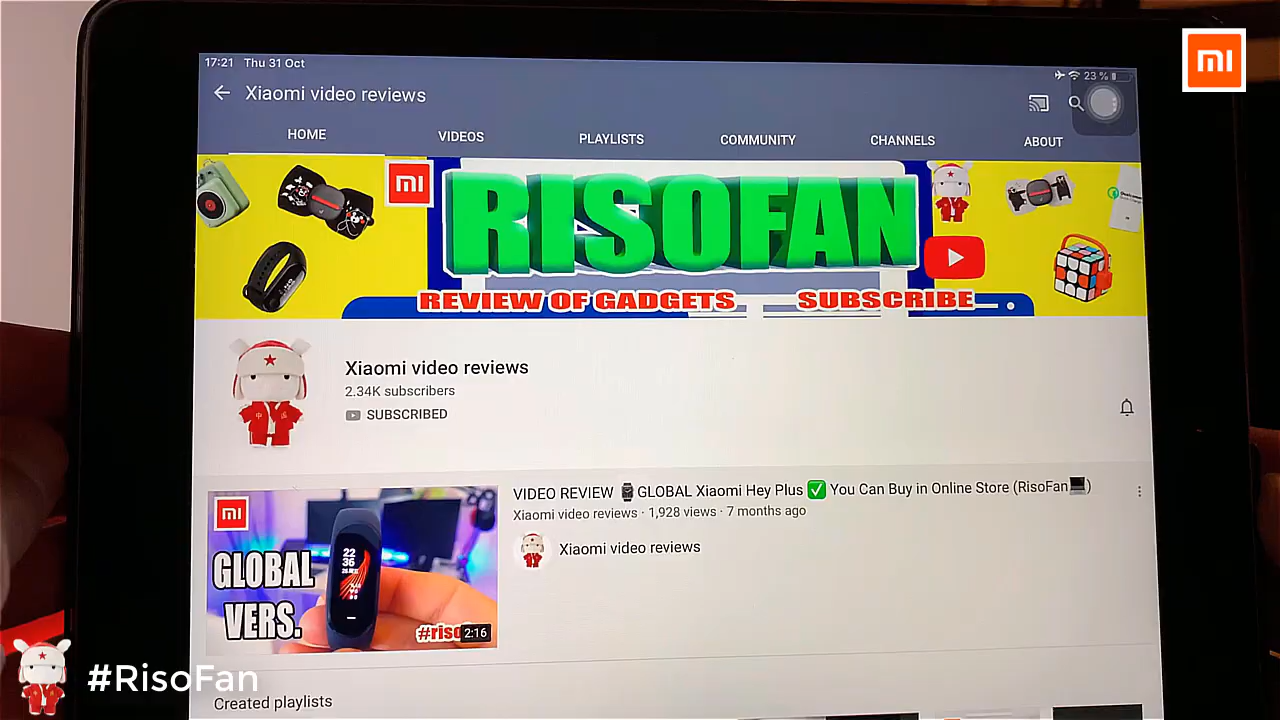 17:21 Thu 31 Oct
23 %
Xiaomi video reviews
HOME VIDEOS PLAYLISTS COMMUNITY CHANNELS ABOUT
RISOFAN
REVIEW OF GADGETS SUBSCRIBE
Xiaomi video reviews
2.34K subscribers
SUBSCRIBED
VIDEO REVIEW ⌚GLOBAL Xiaomi Hey Plus ✅ You Can Buy in Online Store (RisoFan💻)
Xiaomi video reviews · 1,928 views · 7 months ago
Xiaomi video reviews
GLOBAL
VERS.
22
36
#riso
2:16
Created playlists
#RisoFan
mi
mi
mi